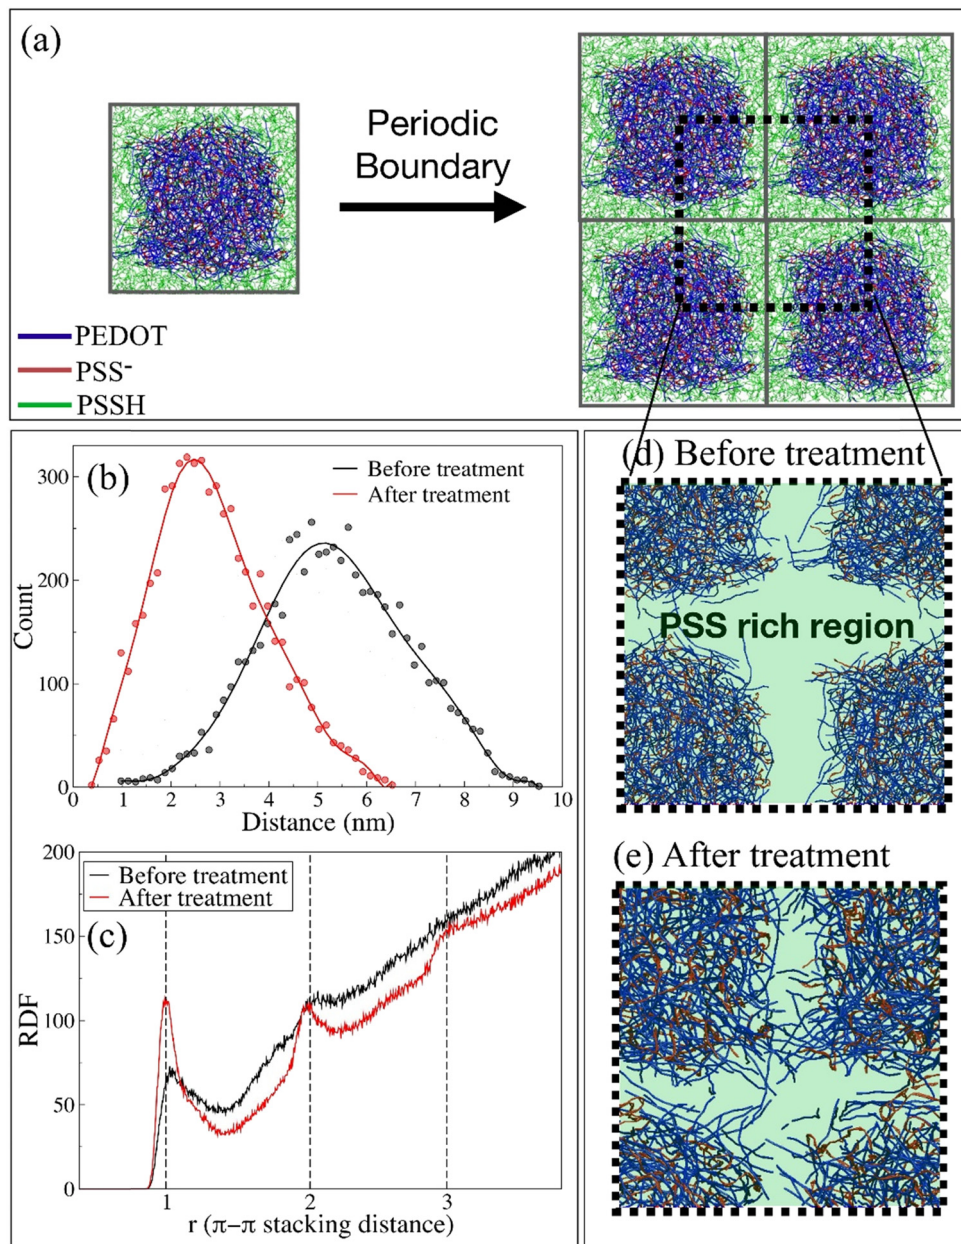 (a)
Periodic
Boundary
PEDOT
PSS⁻
PSSH
(b)
Before treatment
After treatment
300
200
100
0
Count
0 1 2 3 4 5 6 7 8 9 10
Distance (nm)
Before treatment
After treatment
(c)
200
150
100
50
0
RDF
1 2 3
r (π−π stacking distance)
(d) Before treatment
PSS rich region
(e) After treatment